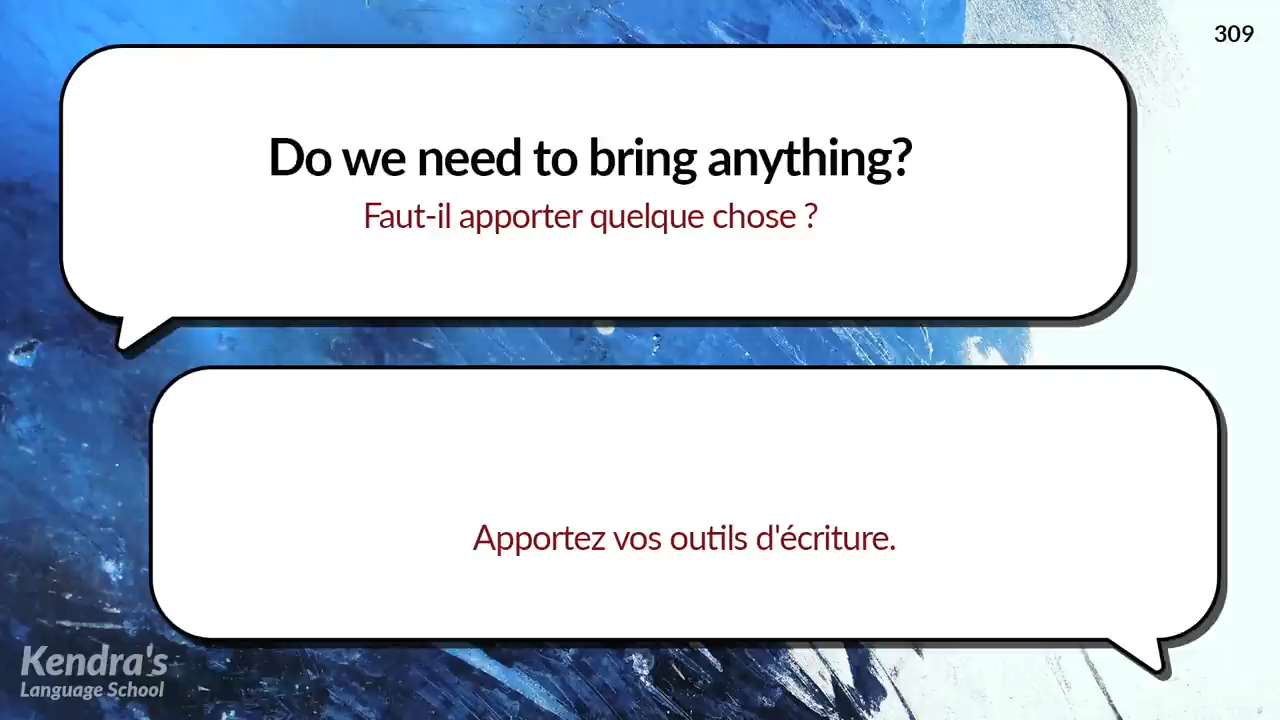 309
Do we need to bring anything?
Faut-il apporter quelque chose ?
Apportez vos outils d'écriture.
Kendra's
Language School